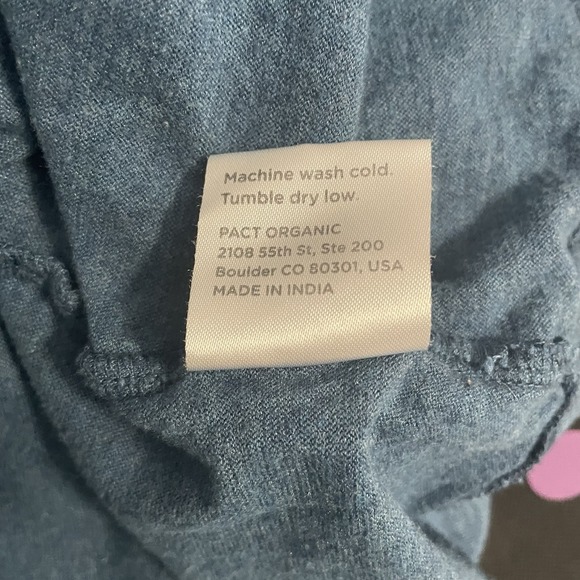 Machine wash cold.
Tumble dry low.
PACT ORGANIC
2108 55th St, Ste 200
Boulder CO 80301, USA
MADE IN INDIA